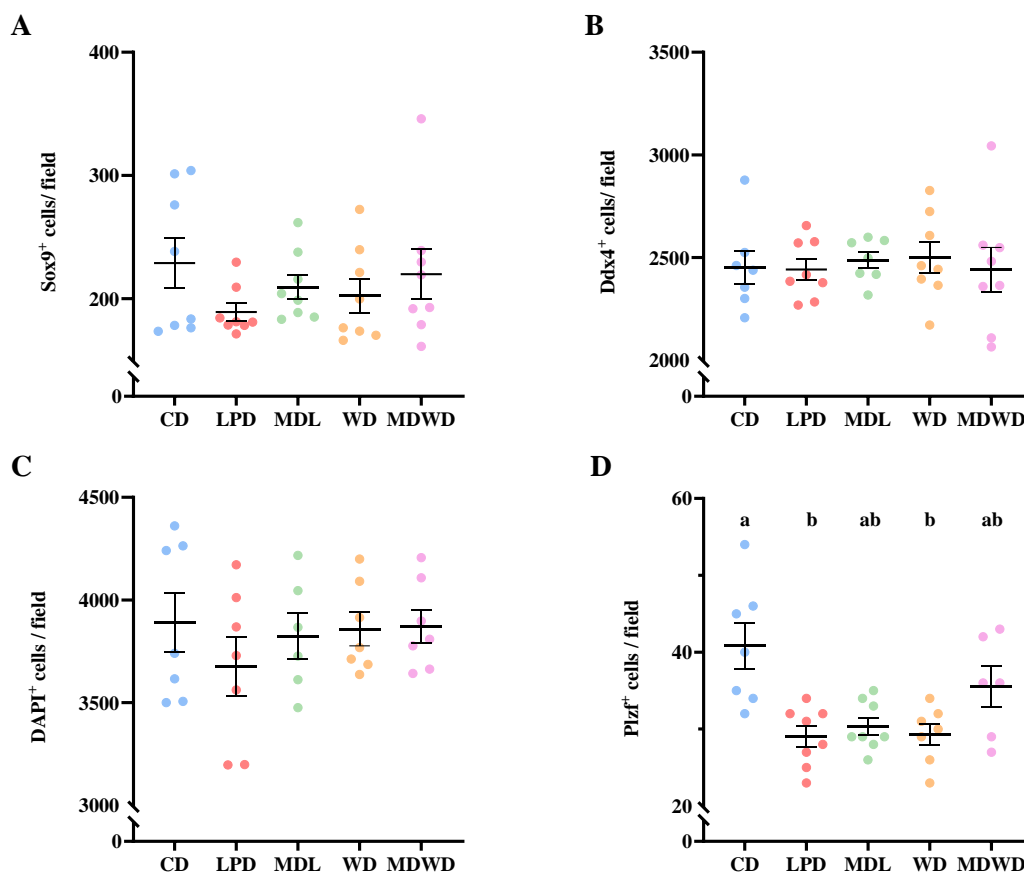 A
Sox9⁺ cells/ field
400
300
200
0
CD LPD MDL WD MDWD
B
Ddx4⁺ cells/ field
3500
3000
2500
2000
0
CD LPD MDL WD MDWD
C
DAPI⁺ cells / field
4500
4000
3500
3000
0
CD LPD MDL WD MDWD
D
Plzf⁺ cells / field
60
40
20
0
a b ab b ab
CD LPD MDL WD MDWD